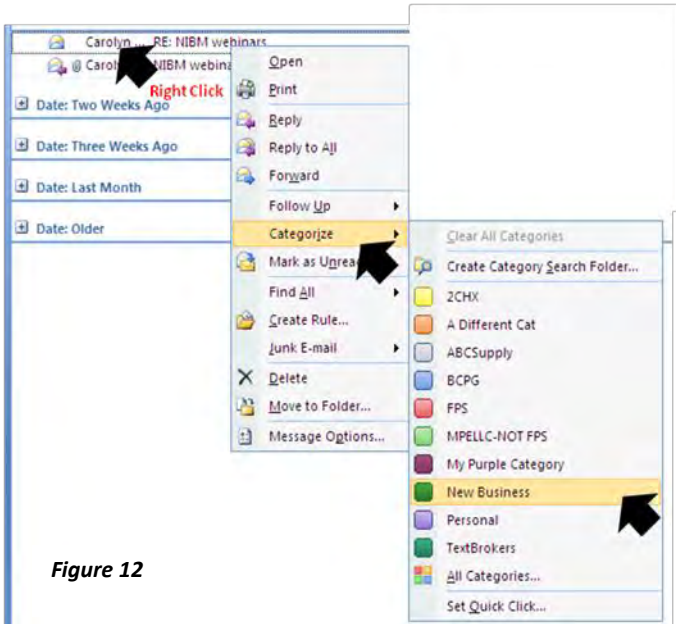 Carolyn ... RE: NIBM webinars
Carol NIBM webina
Right Click
Date: Two Weeks Ago
Date: Three Weeks Ago
Date: Last Month
Date: Older
Open
Print
Reply
Reply to All
Forward
Follow Up
Categorize
Mark as Unrea
Find All
Create Rule...
Junk E-mail
Delete
Move to Folder...
Message Options...
Clear All Categories
Create Category Search Folder...
2CHX
A Different Cat
ABCSupply
BCPG
FPS
MPELLC-NOT FPS
My Purple Category
New Business
Personal
TextBrokers
All Categories...
Set Quick Click...
Figure 12